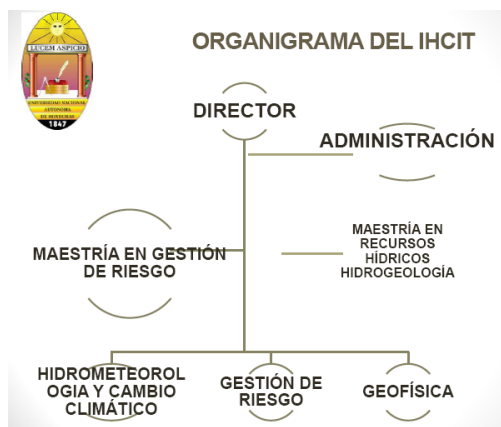 LUCEM ASPICIO
UNIVERSIDAD NACIONAL
AUTONOMA
DE HONDURAS
1847
ORGANIGRAMA DEL IHCIT
DIRECTOR
ADMINISTRACIÓN
MAESTRÍA EN GESTIÓN
DE RIESGO
MAESTRÍA EN
RECURSOS
HÍDRICOS
HIDROGEOLOGÍA
HIDROMETEOROL
OGIA Y CAMBIO
CLIMÁTICO
GESTIÓN DE
RIESGO
GEOFÍSICA